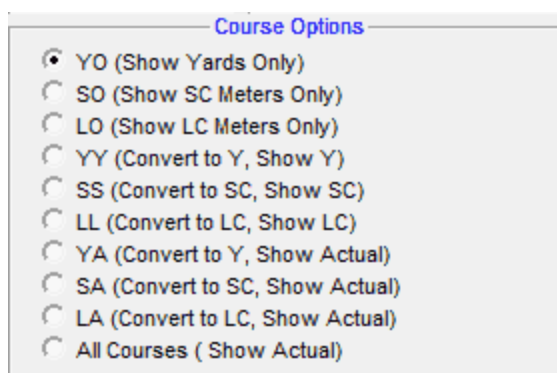 Course Options
YO (Show Yards Only)
SO (Show SC Meters Only)
LO (Show LC Meters Only)
YY (Convert to Y, Show Y)
SS (Convert to SC, Show SC)
LL (Convert to LC, Show LC)
YA (Convert to Y, Show Actual)
SA (Convert to SC, Show Actual)
LA (Convert to LC, Show Actual)
All Courses ( Show Actual)